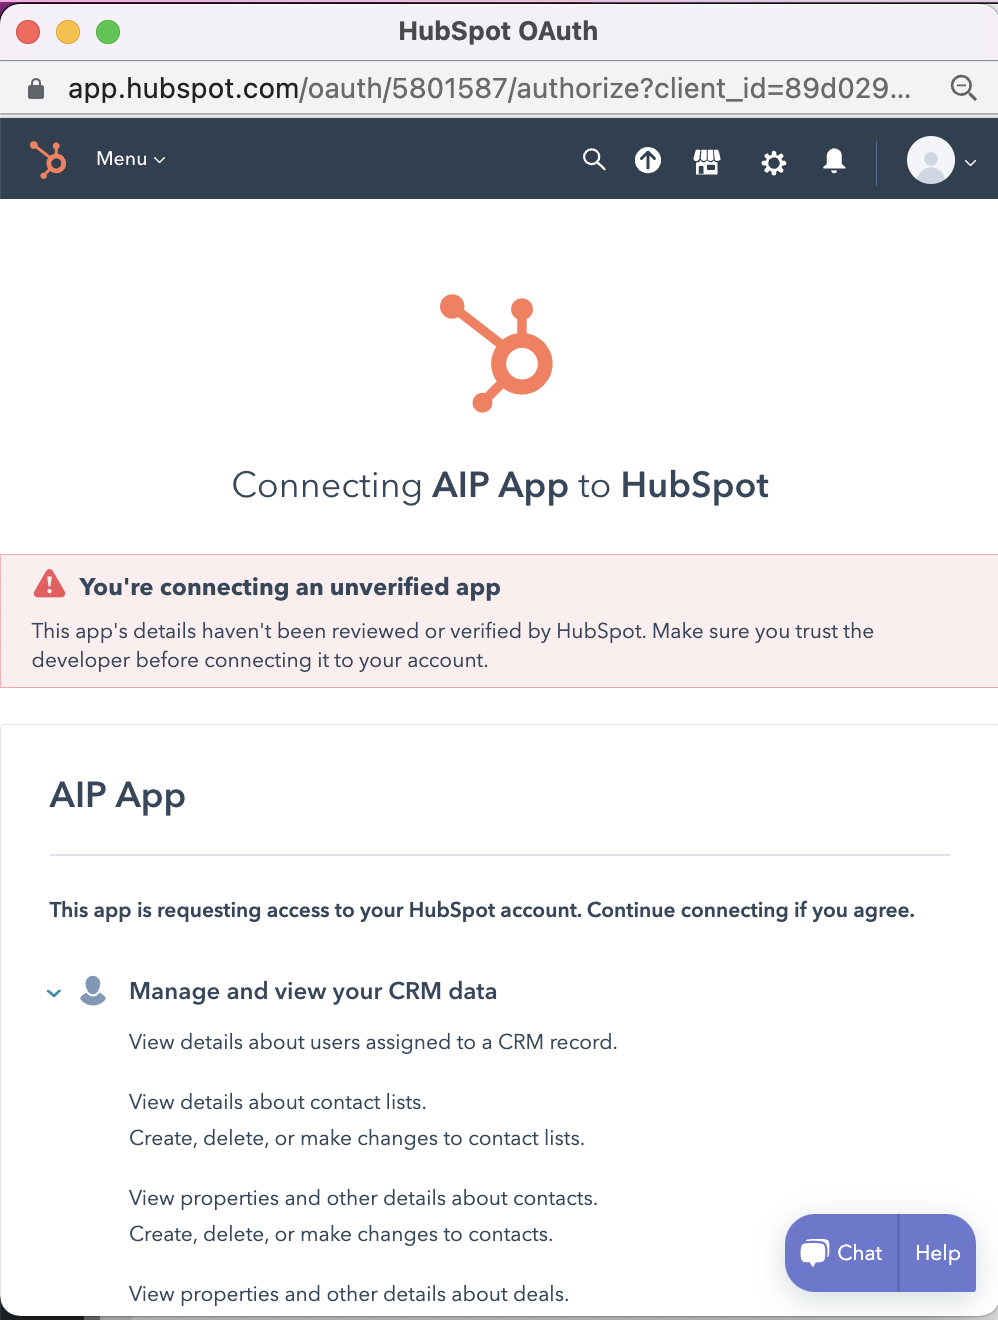 HubSpot OAuth
app.hubspot.com/oauth/5801587/authorize?client_id=89d029...
Menu
Connecting AIP App to HubSpot
You're connecting an unverified app
This app's details haven't been reviewed or verified by HubSpot. Make sure you trust the
developer before connecting it to your account.
AIP App
This app is requesting access to your HubSpot account. Continue connecting if you agree.
Manage and view your CRM data
View details about users assigned to a CRM record.
View details about contact lists.
Create, delete, or make changes to contact lists.
View properties and other details about contacts.
Create, delete, or make changes to contacts.
View properties and other details about deals.
Chat
Help